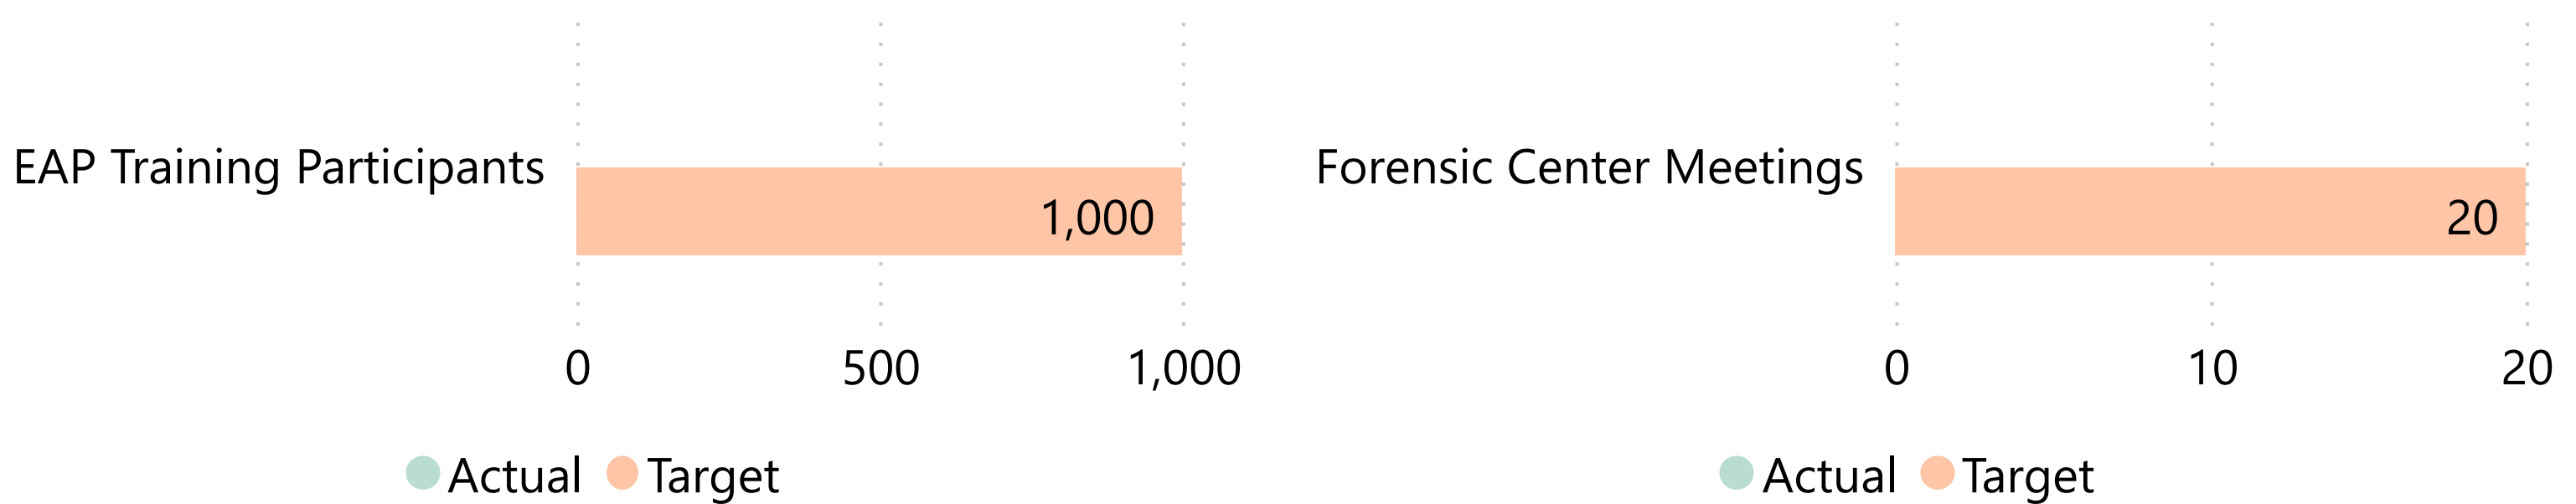 EAP Training Participants
1,000
0 500 1,000
Actual Target
Forensic Center Meetings
20
0 10 20
Actual Target